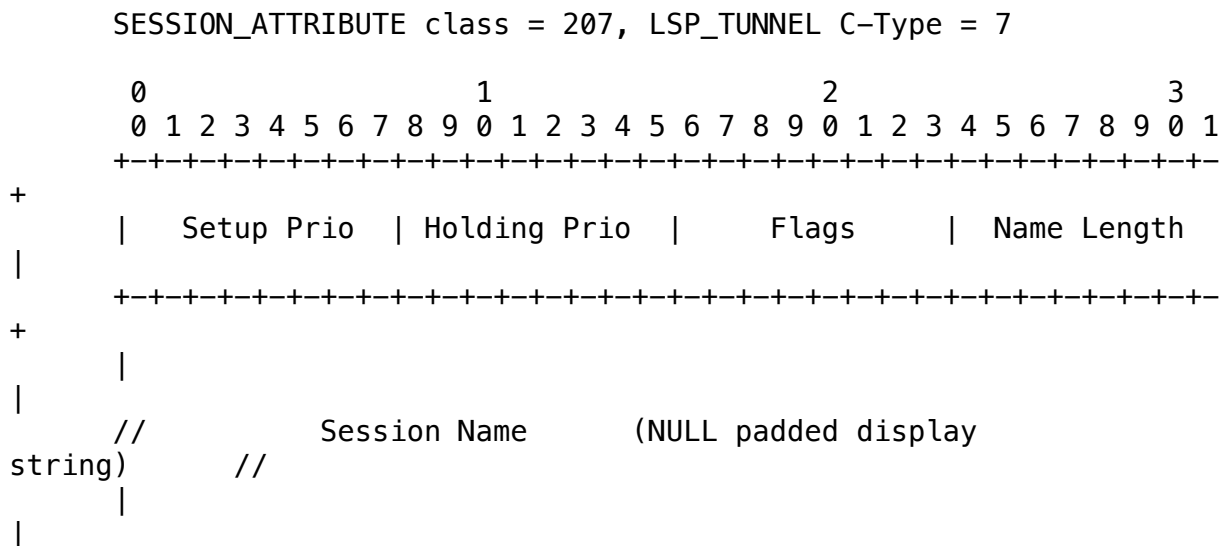 SESSION_ATTRIBUTE class = 207, LSP_TUNNEL C-Type = 7
0                   1                   2                   3
0 1 2 3 4 5 6 7 8 9 0 1 2 3 4 5 6 7 8 9 0 1 2 3 4 5 6 7 8 9 0 1
+-+-+-+-+-+-+-+-+-+-+-+-+-+-+-+-+-+-+-+-+-+-+-+-+-+-+-+-+-+-+-+-
+
|   Setup Prio  | Holding Prio  |     Flags     |  Name Length
|
+-+-+-+-+-+-+-+-+-+-+-+-+-+-+-+-+-+-+-+-+-+-+-+-+-+-+-+-+-+-+-+-
+
|
|
//          Session Name      (NULL padded display
string)      //
|
|